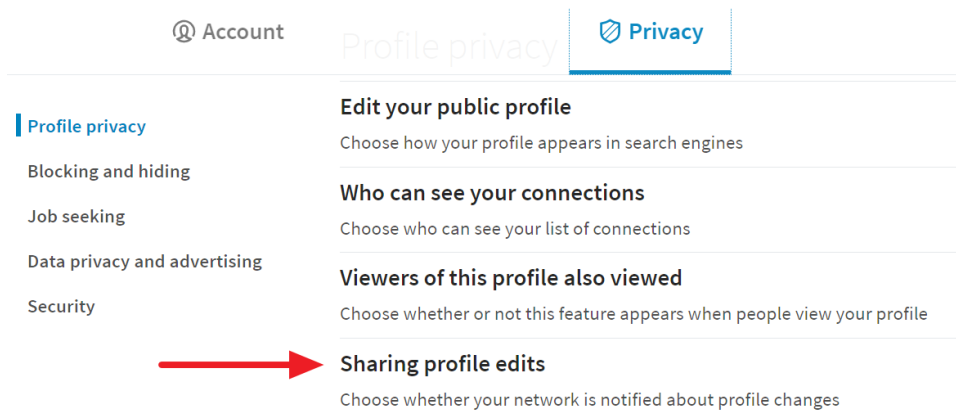 Account
Profile privacy
Privacy
Profile privacy
Blocking and hiding
Job seeking
Data privacy and advertising
Security
Edit your public profile
Choose how your profile appears in search engines
Who can see your connections
Choose who can see your list of connections
Viewers of this profile also viewed
Choose whether or not this feature appears when people view your profile
Sharing profile edits
Choose whether your network is notified about profile changes